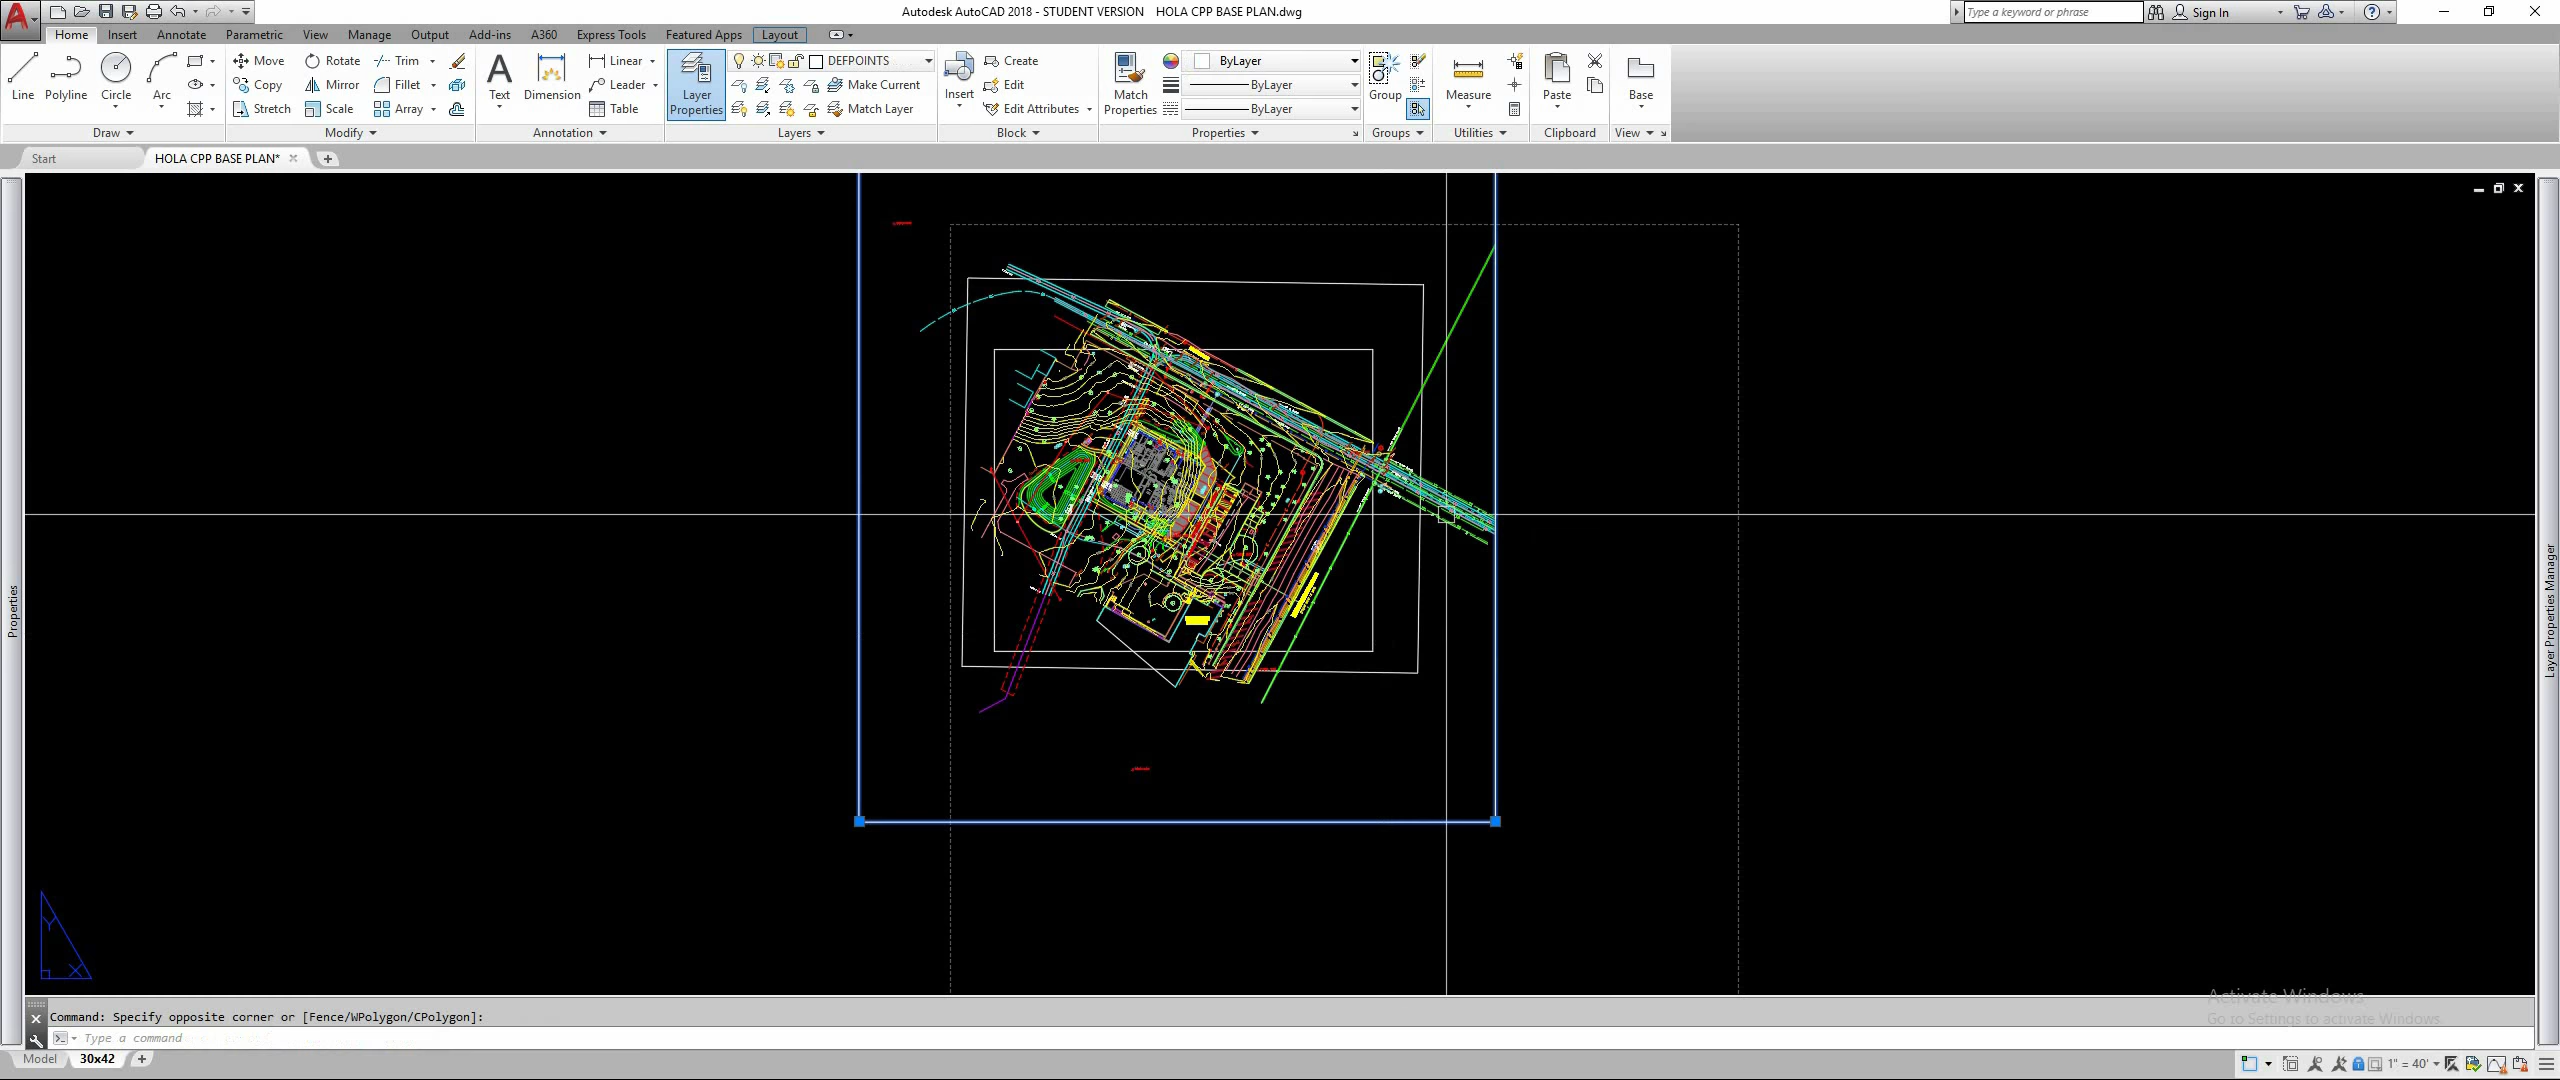 Autodesk AutoCAD 2018 - STUDENT VERSION HOLA CPP BASE PLAN.dwg
Type a keyword or phrase
Sign In
Home Insert Annotate Parametric View Manage Output Add-ins A360 Express Tools Featured Apps Layout
Line Polyline Circle Arc
Move Rotate Trim
Copy Mirror Fillet
Stretch Scale Array
Text Dimension
Linear
Leader
Table
Layer Properties
DEFPOINTS
Make Current
Match Layer
Insert
Create
Edit
Edit Attributes
Match Properties
ByLayer
ByLayer
ByLayer
Group
Measure
Paste
Base
Draw Modify Annotation Layers Block Properties Groups Utilities Clipboard View
Start HOLA CPP BASE PLAN*
Properties
Layer Properties Manager
Y
X
Activate Windows
Go to Settings to activate Windows.
Command: Specify opposite corner or [Fence/WPolygon/CPolygon]:
Type a command
Model 30x42
1" = 40'